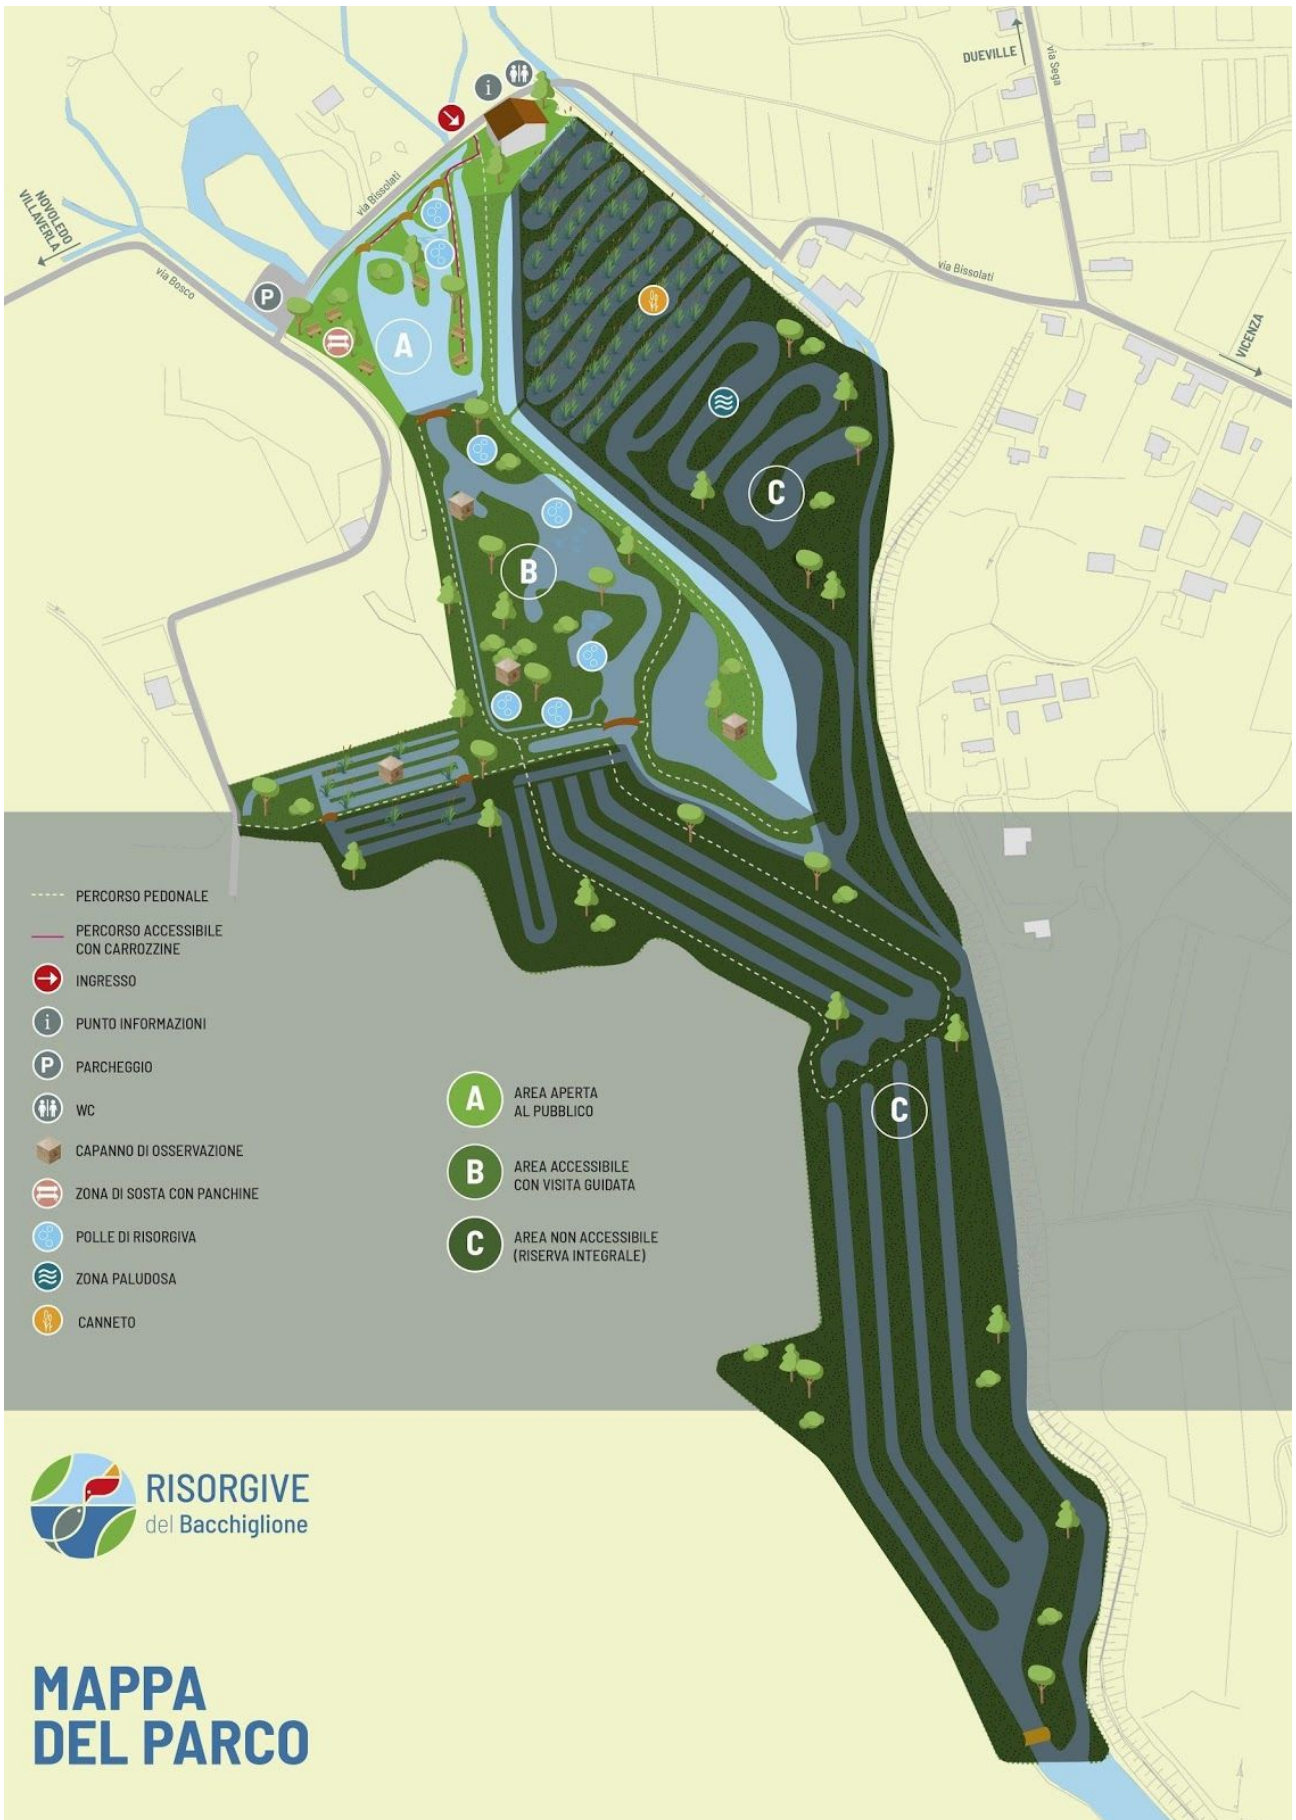 DUEVILLE
via Sega
i
via Bissolati
NOVOLEDO
VILLAVERLA
via Bosco
P
via Bissolati
VICENZA
A
C
B
PERCORSO PEDONALE
PERCORSO ACCESSIBILE
CON CARROZZINE
INGRESSO
i
PUNTO INFORMAZIONI
P
PARCHEGGIO
WC
CAPANNO DI OSSERVAZIONE
ZONA DI SOSTA CON PANCHINE
POLLE DI RISORGIVA
ZONA PALUDOSA
CANNETO
A
AREA APERTA
AL PUBBLICO
B
AREA ACCESSIBILE
CON VISITA GUIDATA
C
AREA NON ACCESSIBILE
(RISERVA INTEGRALE)
C
RISORGIVE
del Bacchiglione
MAPPA
DEL PARCO